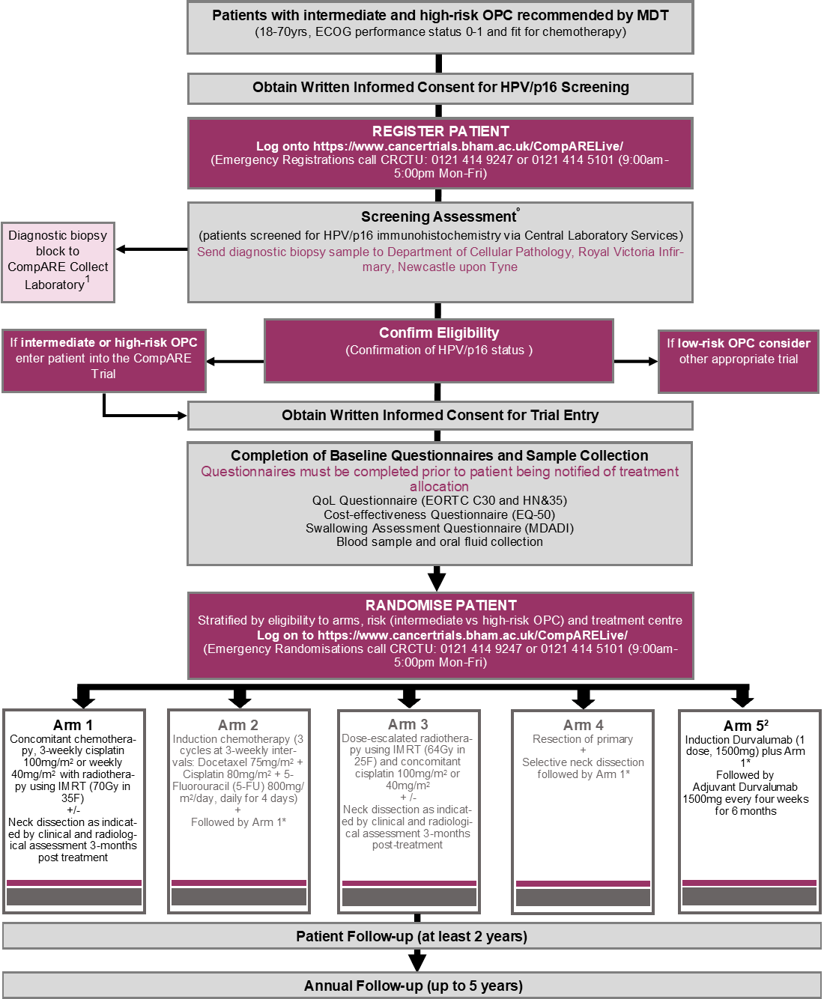 Patients with intermediate and high-risk OPC recommended by MDT
(18-70yrs, ECOG performance status 0-1 and fit for chemotherapy)
Obtain Written Informed Consent for HPV/p16 Screening
REGISTER PATIENT
Log onto https://www.cancertrials.bham.ac.uk/CompARELive/
(Emergency Registrations call CRCTU: 0121 414 9247 or 0121 414 5101 (9:00am-
5:00pm Mon-Fri)
Screening Assessment°
(patients screened for HPV/p16 immunohistochemistry via Central Laboratory Services)
Send diagnostic biopsy sample to Department of Cellular Pathology, Royal Victoria Infir-
mary, Newcastle upon Tyne
Diagnostic biopsy
block to
CompARE Collect
Laboratory¹
Confirm Eligibility
(Confirmation of HPV/p16 status )
If intermediate or high-risk OPC
enter patient into the CompARE
Trial
If low-risk OPC consider
other appropriate trial
Obtain Written Informed Consent for Trial Entry
Completion of Baseline Questionnaires and Sample Collection
Questionnaires must be completed prior to patient being notified of treatment
allocation
QoL Questionnaire (EORTC C30 and HN&35)
Cost-effectiveness Questionnaire (EQ-50)
Swallowing Assessment Questionnaire (MDADI)
Blood sample and oral fluid collection
RANDOMISE PATIENT
Stratified by eligibility to arms, risk (intermediate vs high-risk OPC) and treatment centre
Log on to https://www.cancertrials.bham.ac.uk/CompARELive/
(Emergency Randomisations call CRCTU: 0121 414 9247 or 0121 414 5101 (9:00am-
5:00pm Mon-Fri)
Arm 1
Concomitant chemothera-
py, 3-weekly cisplatin
100mg/m² or weekly
40mg/m² with radiothera-
py using IMRT (70Gy in
35F)
+/-
Neck dissection as indicat-
ed by clinical and radiolog-
ical assessment 3-months
post treatment
Arm 2
Induction chemotherapy (3
cycles at 3-weekly inter-
vals: Docetaxel 75mg/m² +
Cisplatin 80mg/m² + 5-
Fluorouracil (5-FU) 800mg/
m²/day, daily for 4 days)
+
Followed by Arm 1*
Arm 3
Dose-escalated radiothera-
py using IMRT (64Gy in
25F) and concomitant
cisplatin 100mg/m² or
40mg/m²
+ /-
Neck dissection as indicat-
ed by clinical and radiologi-
cal assessment 3-months
post-treatment
Arm 4
Resection of primary
+
Selective neck dissection
followed by Arm 1*
Arm 5²
Induction Durvalumab (1
dose, 1500mg) plus Arm
1*
Followed by
Adjuvant Durvalumab
1500mg every four weeks
for 6 months
Patient Follow-up (at least 2 years)
Annual Follow-up (up to 5 years)